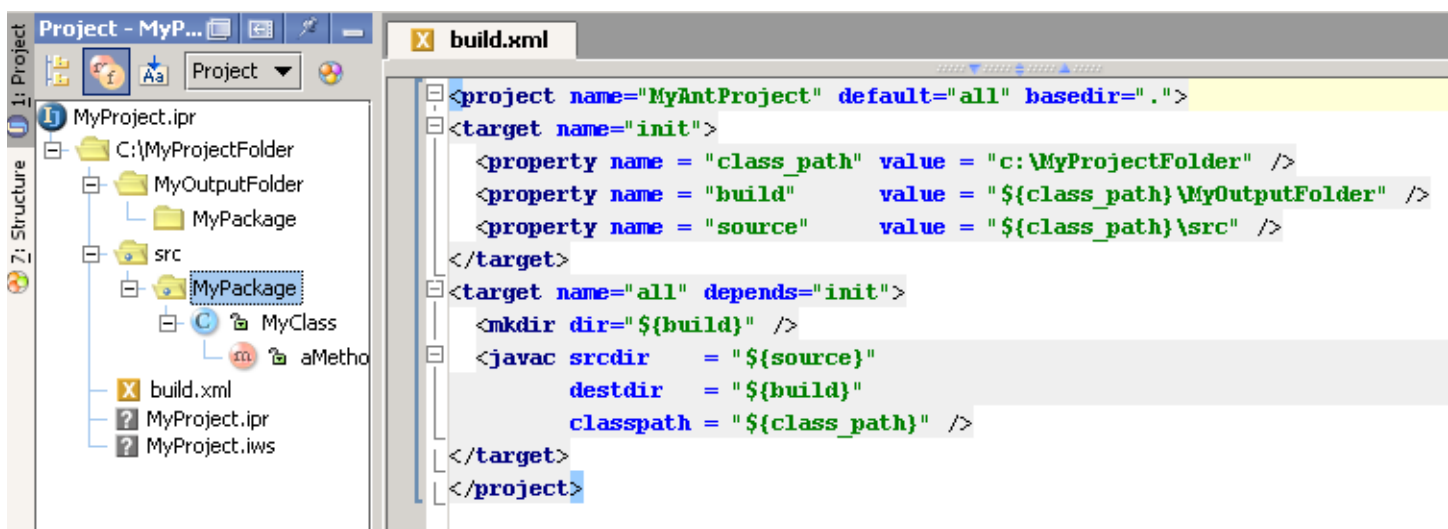 Project - MyP...
1: Project
7: Structure
Project
MyProject.ipr
C:\MyProjectFolder
MyOutputFolder
MyPackage
src
MyPackage
MyClass
aMetho
build.xml
MyProject.ipr
MyProject.iws
build.xml
<project name="MyAntProject" default="all" basedir=".">
<target name="init">
<property name = "class_path" value = "c:\MyProjectFolder" />
<property name = "build" value = "${class_path}\MyOutputFolder" />
<property name = "source" value = "${class_path}\src" />
</target>
<target name="all" depends="init">
<mkdir dir="${build}" />
<javac srcdir = "${source}"
destdir = "${build}"
classpath = "${class_path}" />
</target>
</project>